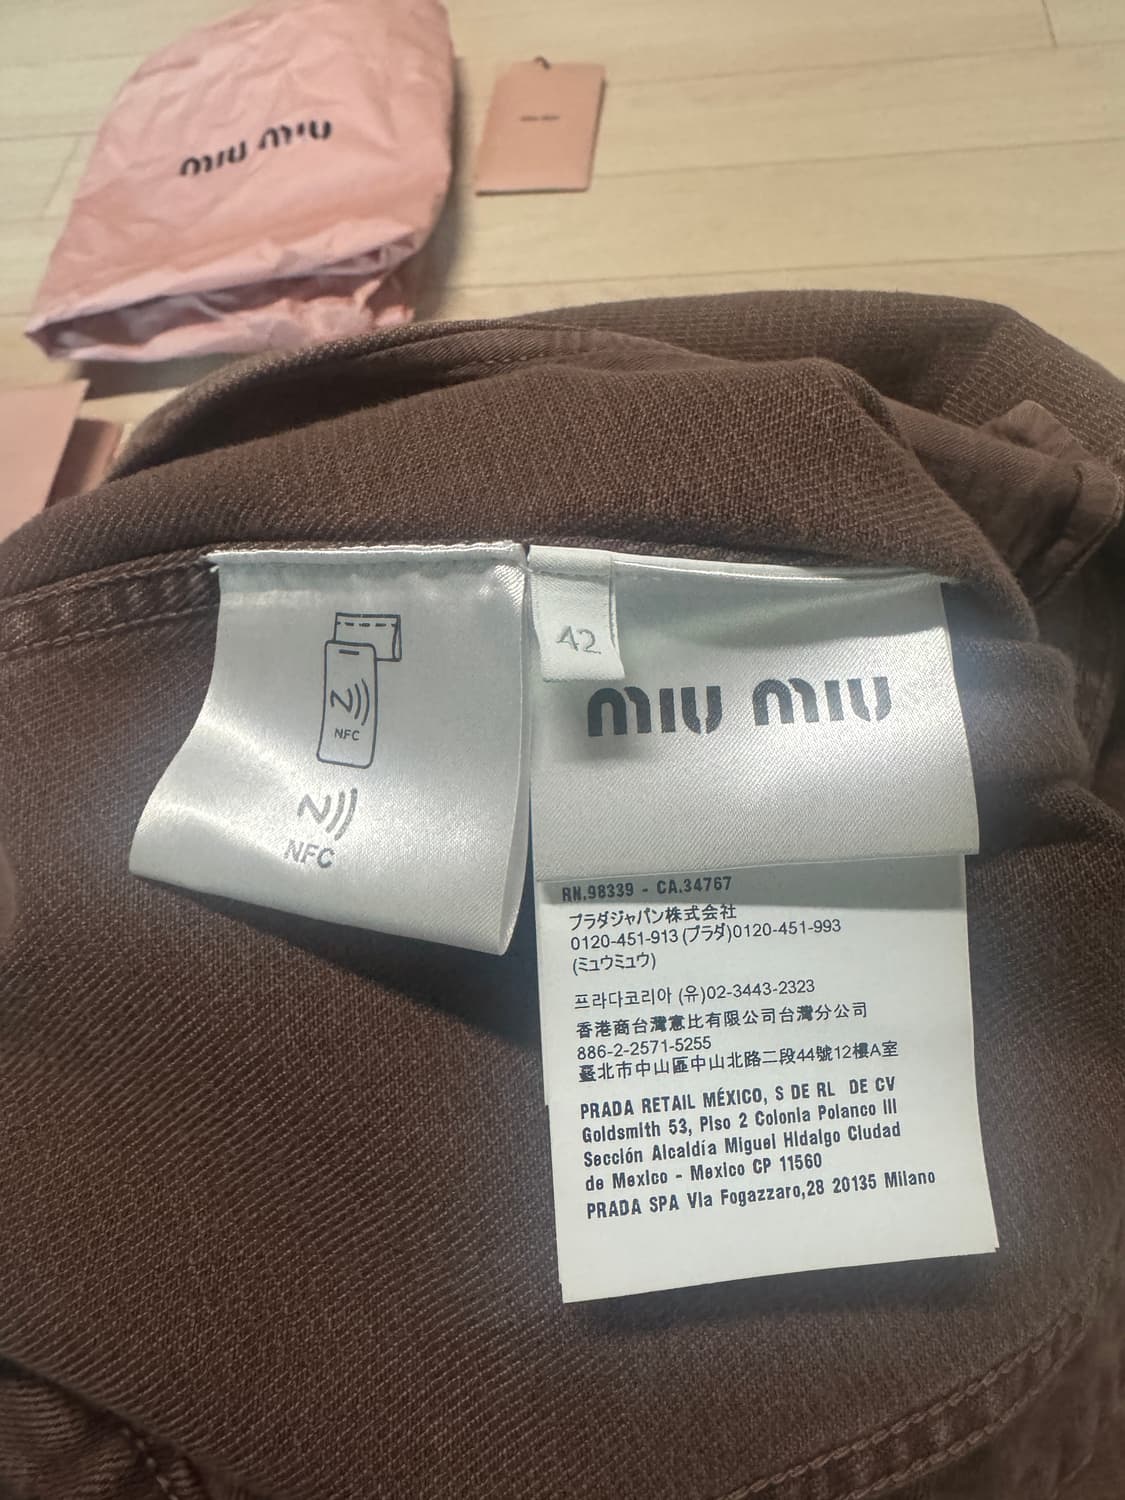 miu miu
NFC
NFC
42
miu miu
RN.98339 - CA.34767
プラダジャパン株式会社
0120-451-913 (プラダ)0120-451-993
(ミュウミュウ)
프라다코리아 (유)02-3443-2323
香港商台灣意比有限公司台灣分公司
886-2-2571-5255
臺北市中山區中山北路二段44號12樓A室
PRADA RETAIL MÉXICO, S DE RL DE CV
Goldsmith 53, Piso 2 Colonia Polanco III
Sección Alcaldía Miguel Hidalgo Ciudad
de Mexico - Mexico CP 11560
PRADA SPA Via Fogazzaro,28 20135 Milano